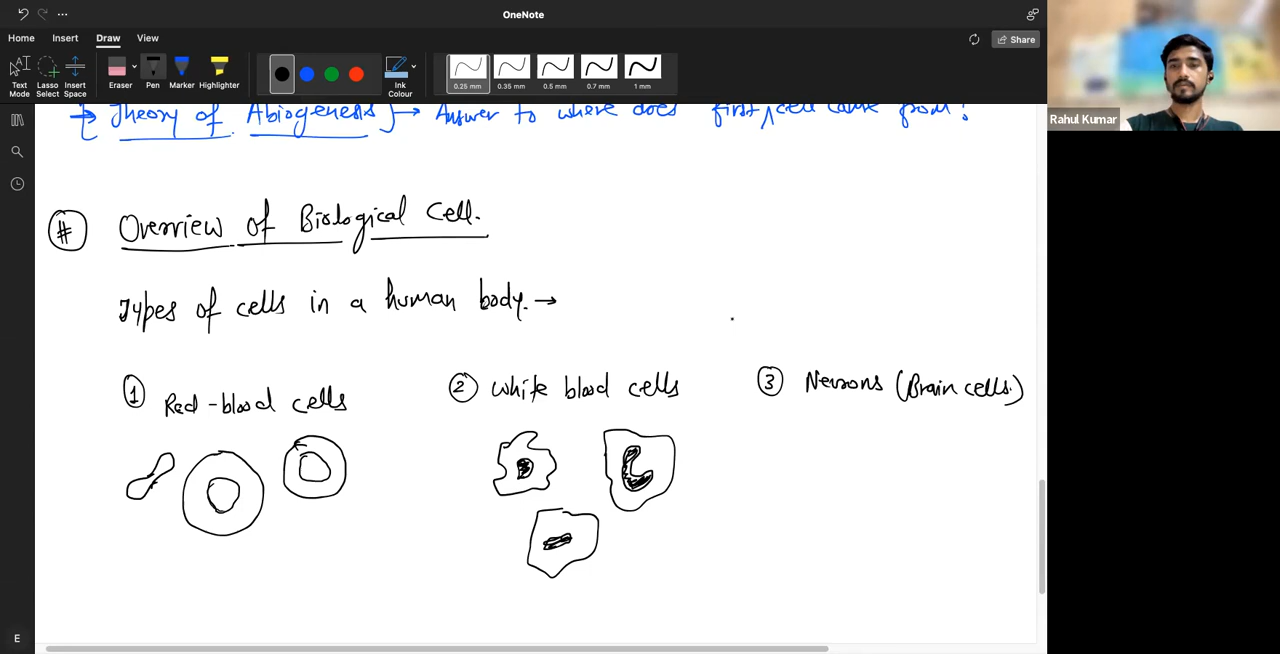 OneNote
Home Insert Draw View
Share
Text Mode
Lasso Select
Insert Space
Eraser
Pen
Marker
Highlighter
Ink Colour
0.25 mm
0.35 mm
0.5 mm
0.7 mm
1 mm
Rahul Kumar
→ Theory of Abiogenesis → Answer to where does first cell came from?
# Overview of Biological Cell.
Types of cells in a human body. →
1 Red-blood cells
2 White blood cells
3 Neurons (Brain cells.)
E